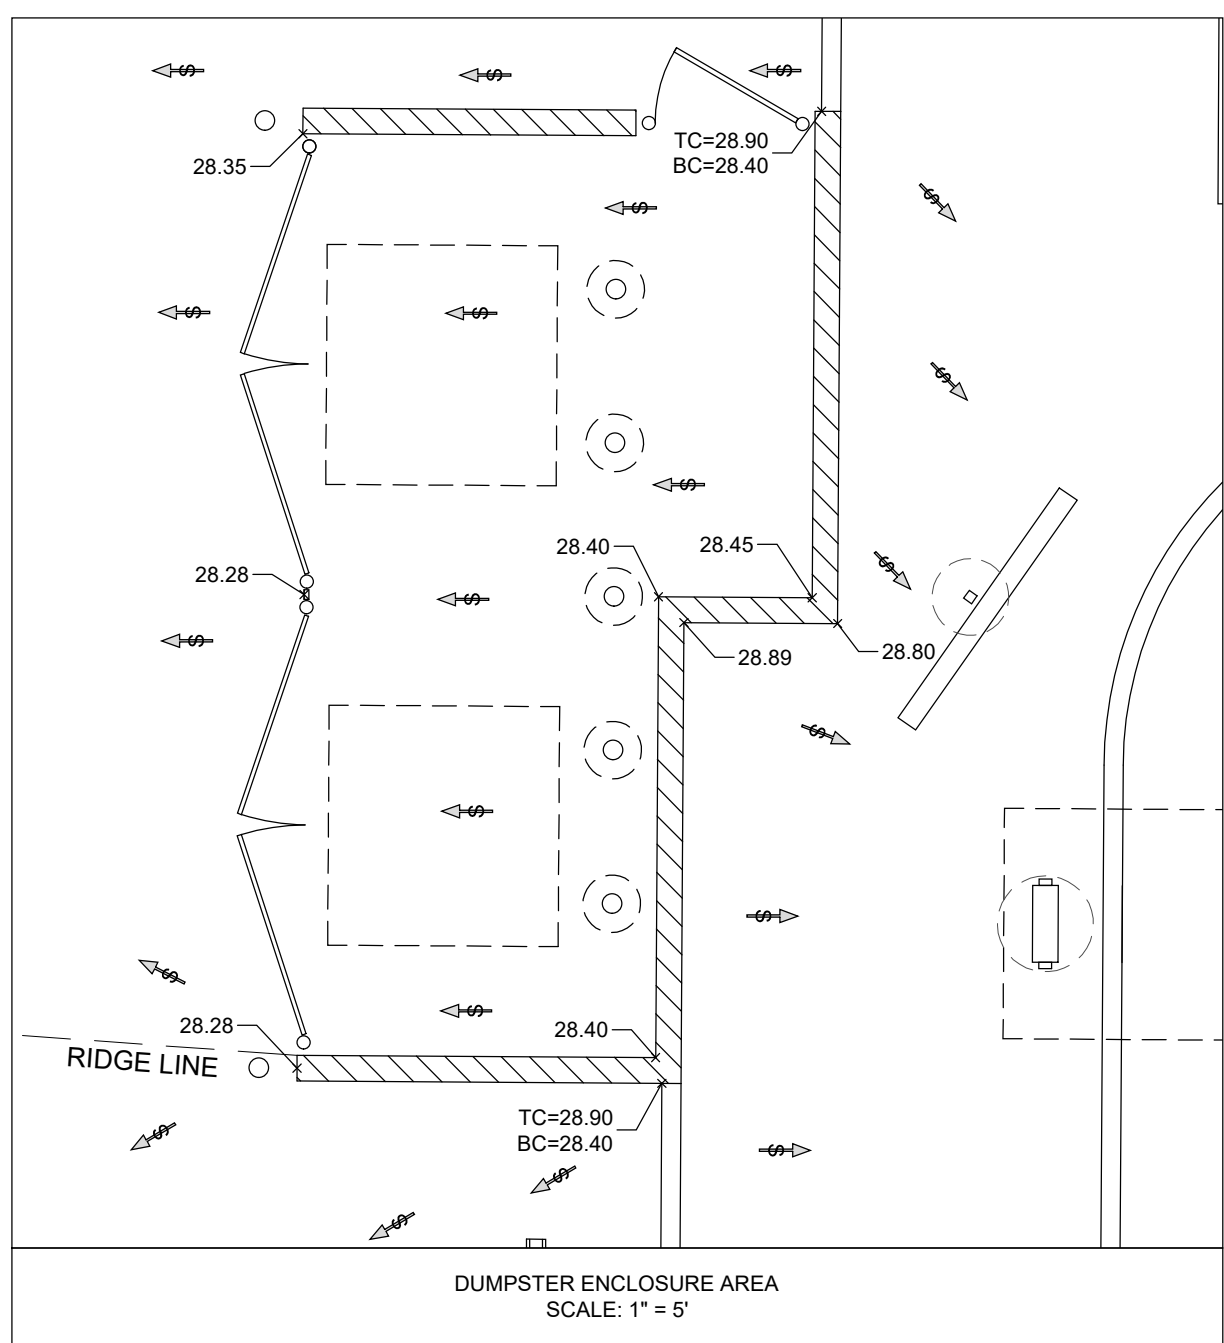 S
S
S
TC=28.90
BC=28.40
28.35
S
S
S
S
S
S
28.40
28.45
S
28.28
S
S
28.89
28.80
S
S
S
S
S
28.28
28.40
RIDGE LINE
TC=28.90
BC=28.40
S
S
S
S
DUMPSTER ENCLOSURE AREA
SCALE: 1" = 5'